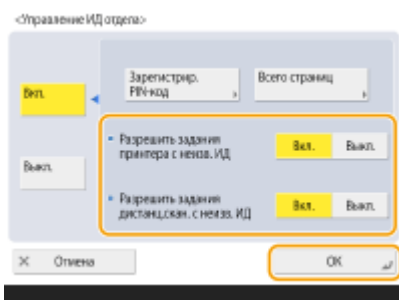 <Управление ИД отдела>
Вкл.
Зарегистрир.
PIN-код
Всего страниц
Разрешить задания
принтера с неизв. ИД
Вкл.
Выкл.
Выкл.
Разрешить задания
дистанц.скан. с неизв. ИД
Вкл.
Выкл.
× Отмена
OK